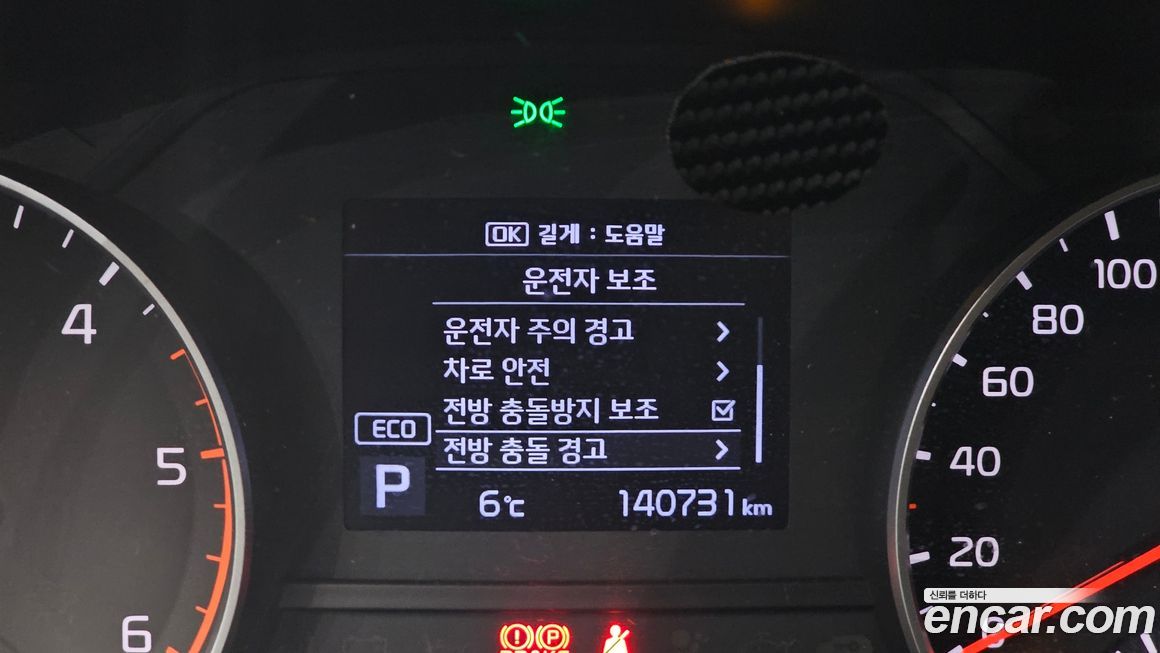 OK 길게 : 도움말
운전자 보조
운전자 주의 경고
차로 안전
전방 충돌방지 보조
전방 충돌 경고
ECO
P
6℃ 140731 km
4
5
6
100
80
60
40
20
신뢰를 더하다
encar.com
P